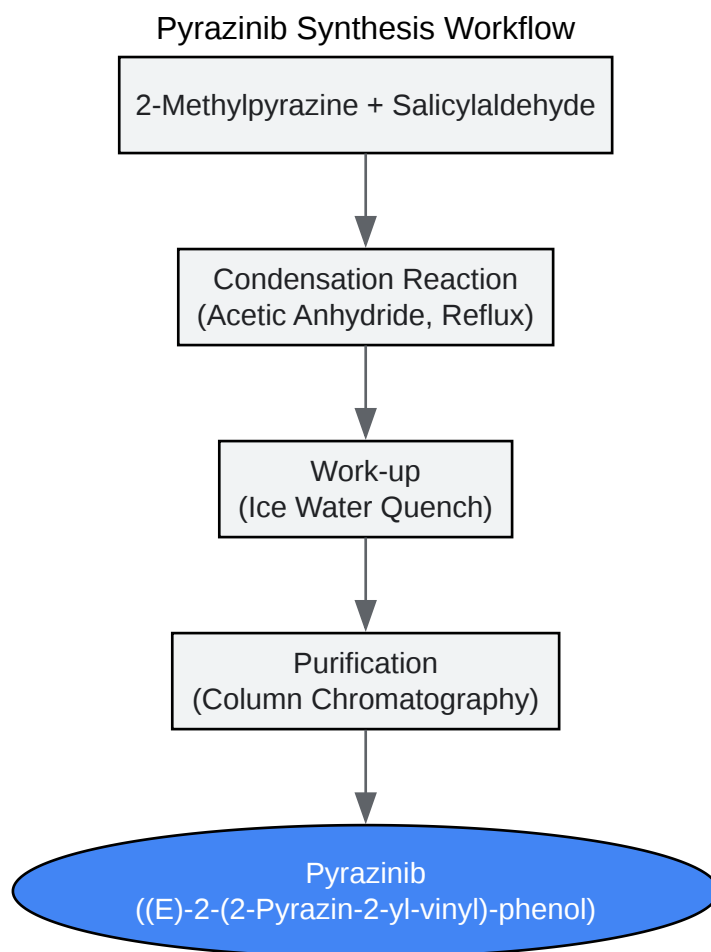 Pyrazinib Synthesis Workflow
2-Methylpyrazine + Salicylaldehyde
Condensation Reaction
(Acetic Anhydride, Reflux)
Work-up
(Ice Water Quench)
Purification
(Column Chromatography)
Pyrazinib
((E)-2-(2-Pyrazin-2-yl-vinyl)-phenol)